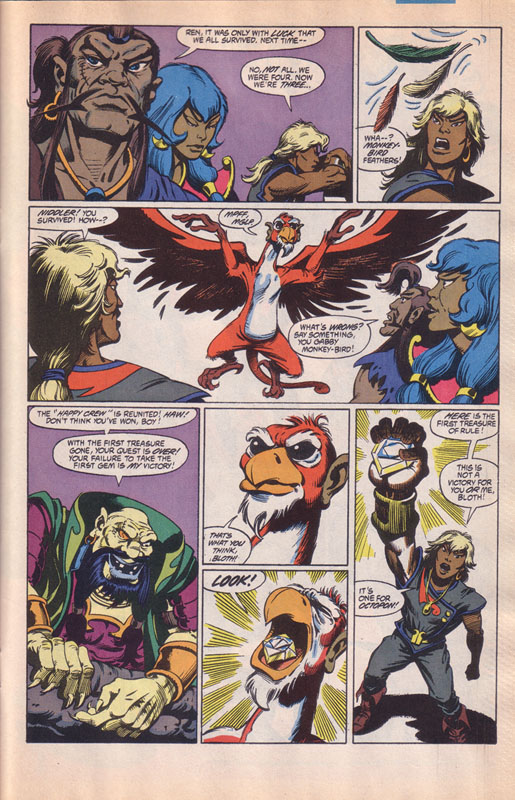 REN, IT WAS ONLY WITH LUCK THAT
WE ALL SURVIVED. NEXT TIME--
NO, NOT ALL. WE
WERE FOUR. NOW
WE'RE THREE...
WHA--?
MONKEY-
BIRD
FEATHERS!
NIDDLER! YOU
SURVIVED! HOW--?
MPFF,
MGLP.
WHAT'S WRONG?
SAY SOMETHING,
YOU GABBY
MONKEY-BIRD!
THE "HAPPY CREW" IS REUNITED! HAW!
DON'T THINK YOU'VE WON, BOY!
WITH THE FIRST TREASURE
GONE, YOUR QUEST IS OVER!
YOUR FAILURE TO TAKE THE
FIRST GEM IS MY VICTORY!
THAT'S
WHAT YOU
THINK,
BLOTH!
LOOK!
HERE IS THE
FIRST TREASURE
OF RULE!
THIS IS
NOT A
VICTORY FOR
YOU OR ME,
BLOTH!
IT'S
ONE FOR
OCTOPON!